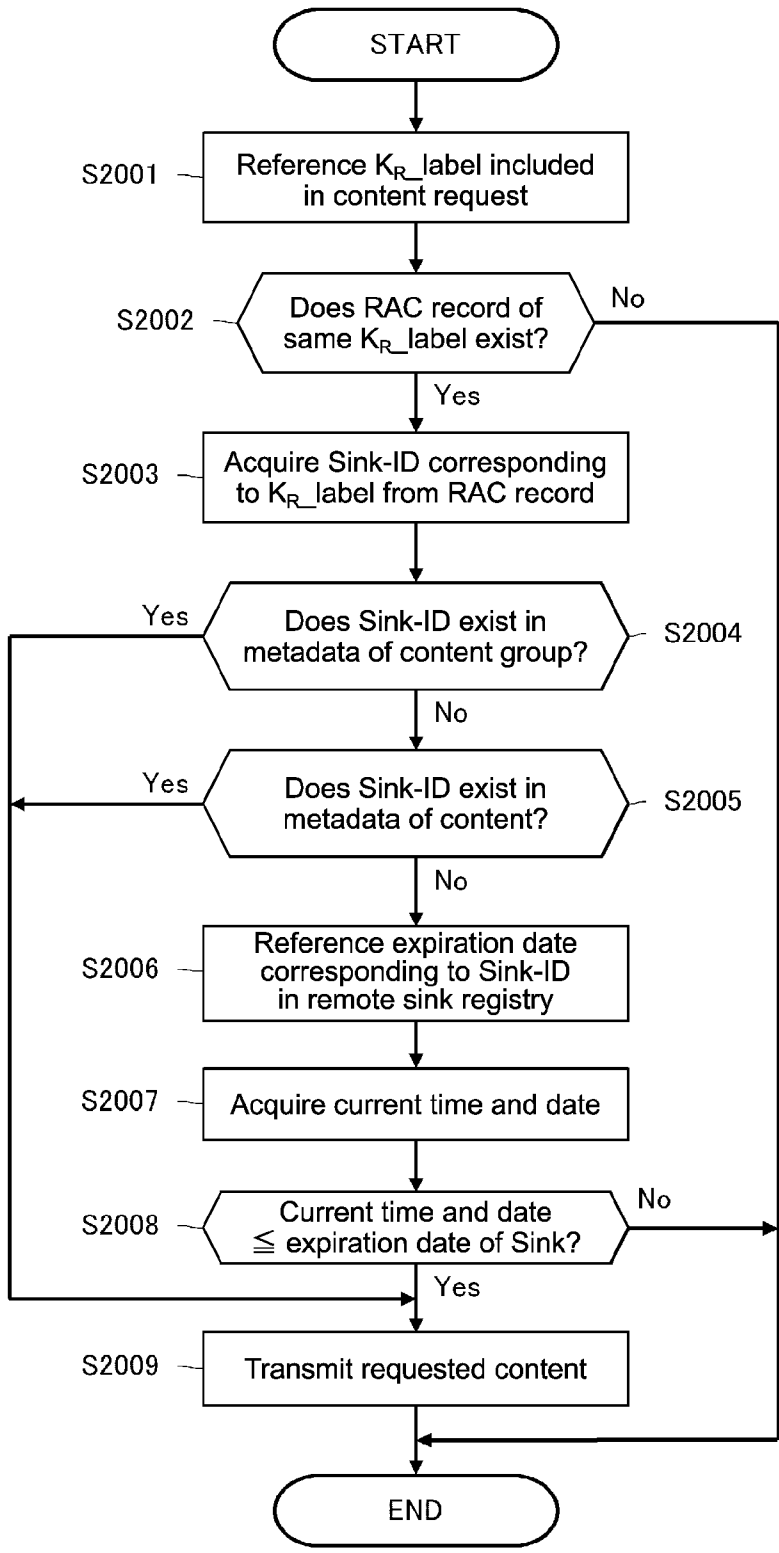 START
S2001
Reference K_R_label included
in content request
S2002
Does RAC record of
same K_R_label exist?
No
Yes
S2003
Acquire Sink-ID corresponding
to K_R_label from RAC record
Yes
Does Sink-ID exist in
metadata of content group?
S2004
No
Yes
Does Sink-ID exist in
metadata of content?
S2005
No
S2006
Reference expiration date
corresponding to Sink-ID
in remote sink registry
S2007
Acquire current time and date
S2008
Current time and date
≦ expiration date of Sink?
No
Yes
S2009
Transmit requested content
END